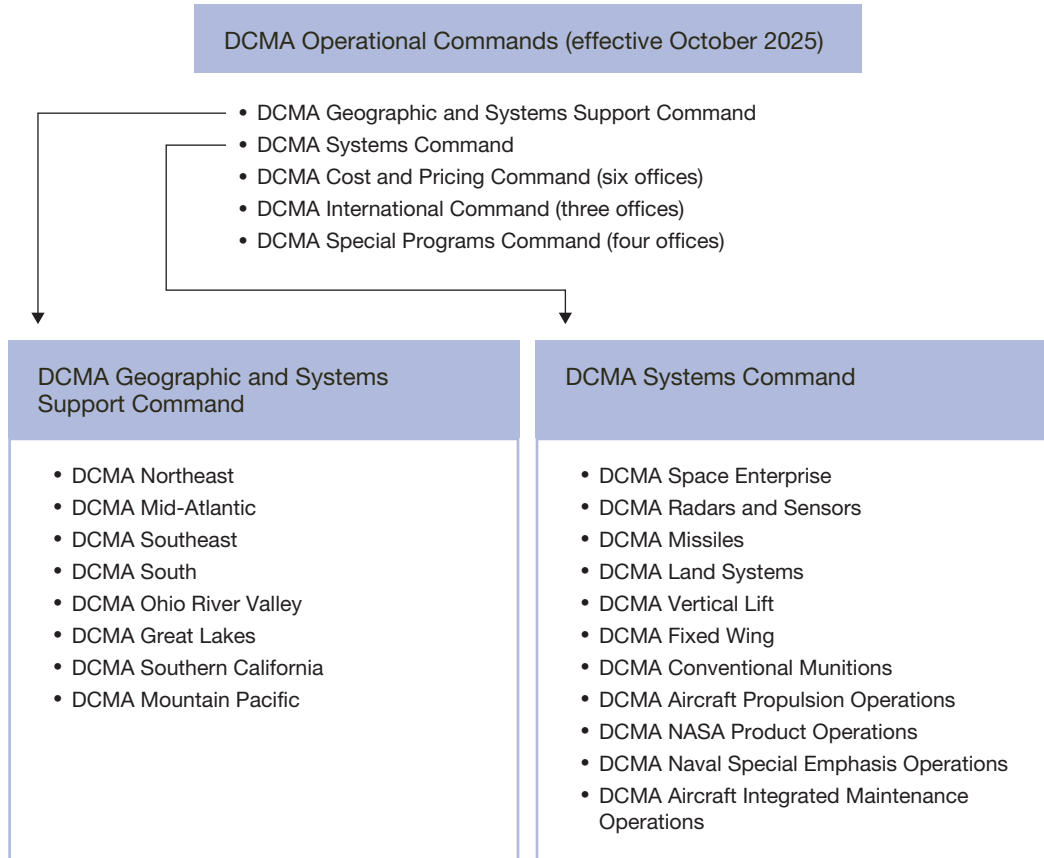 DCMA Operational Commands (effective October 2025)
• DCMA Geographic and Systems Support Command
• DCMA Systems Command
• DCMA Cost and Pricing Command (six offices)
• DCMA International Command (three offices)
• DCMA Special Programs Command (four offices)
DCMA Geographic and Systems
Support Command
• DCMA Northeast
• DCMA Mid-Atlantic
• DCMA Southeast
• DCMA South
• DCMA Ohio River Valley
• DCMA Great Lakes
• DCMA Southern California
• DCMA Mountain Pacific
DCMA Systems Command
• DCMA Space Enterprise
• DCMA Radars and Sensors
• DCMA Missiles
• DCMA Land Systems
• DCMA Vertical Lift
• DCMA Fixed Wing
• DCMA Conventional Munitions
• DCMA Aircraft Propulsion Operations
• DCMA NASA Product Operations
• DCMA Naval Special Emphasis Operations
• DCMA Aircraft Integrated Maintenance
Operations